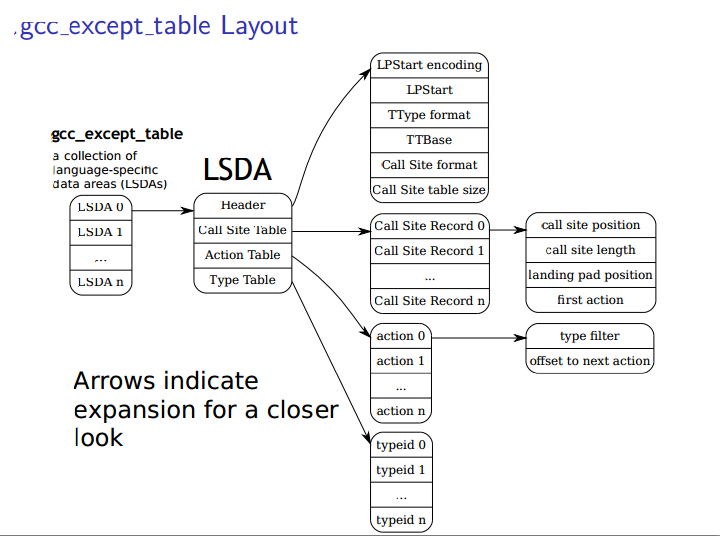 .gcc_except_table Layout
gcc_except_table
a collection of
language-specific
data areas (LSDAs)
LSDA 0
LSDA 1
...
LSDA n
LSDA
Header
Call Site Table
Action Table
Type Table
LPStart encoding
LPStart
TType format
TTBase
Call Site format
Call Site table size
Call Site Record 0
Call Site Record 1
...
Call Site Record n
call site position
call site length
landing pad position
first action
action 0
action 1
...
action n
type filter
offset to next action
typeid 0
typeid 1
...
typeid n
Arrows indicate
expansion for a closer
look